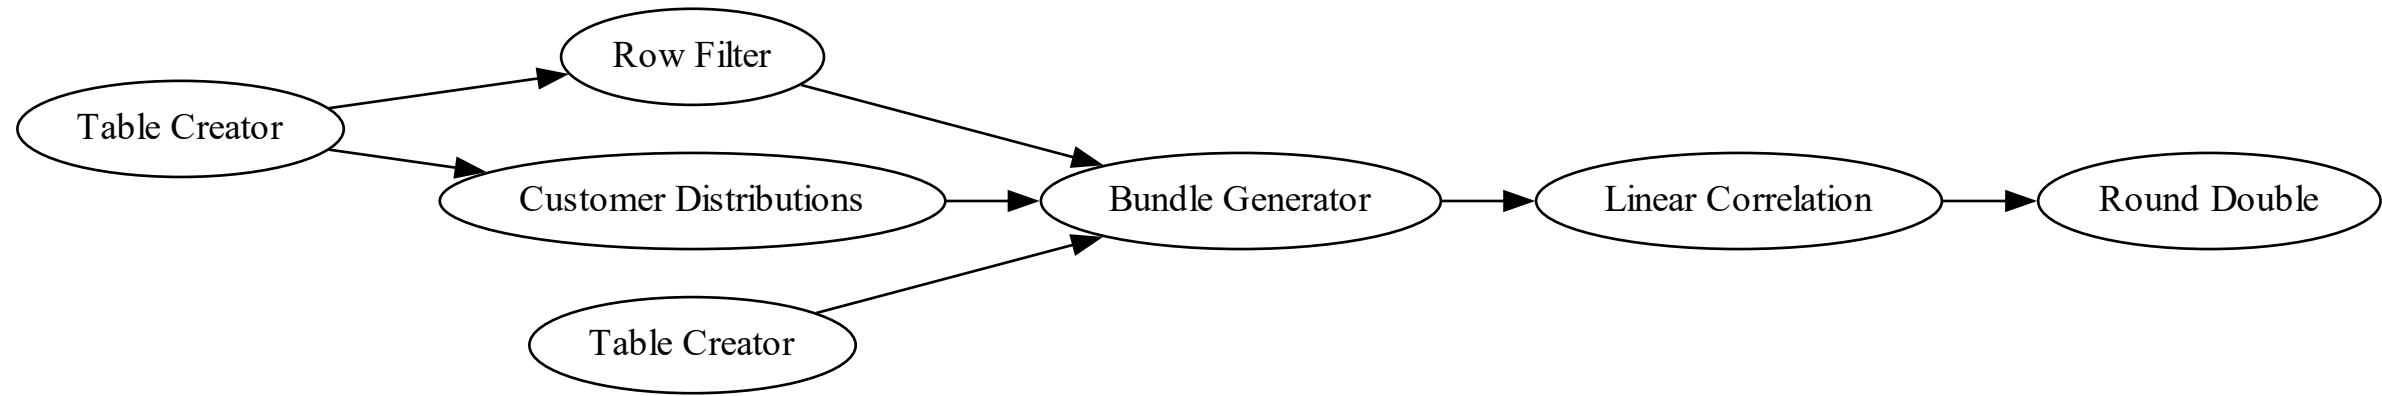 Row Filter
Table Creator
Customer Distributions
Bundle Generator
Linear Correlation
Round Double
Table Creator